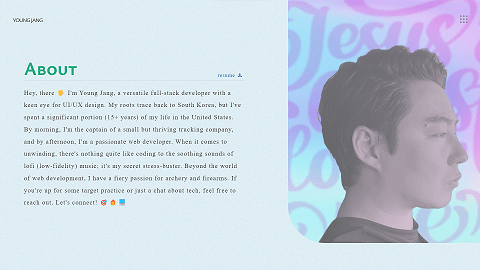 YOUNG JANG
Jesus
ABOUT
resume
Hey, there 👋 I'm Young Jang, a versatile full-stack developer with a
keen eye for UI/UX design. My roots trace back to South Korea, but I've
spent a significant portion (15+ years) of my life in the United States.
By morning, I'm the captain of a small but thriving trucking company,
and by afternoon, I'm a passionate web developer. When it comes to
unwinding, there's nothing quite like coding to the soothing sounds of
lofi (low-fidelity) music; it's my secret stress-buster. Beyond the world
of web development, I have a fiery passion for archery and firearms. If
you're up for some target practice or just a chat about tech, feel free to
reach out. Let's connect! 🎯 🔥 📘